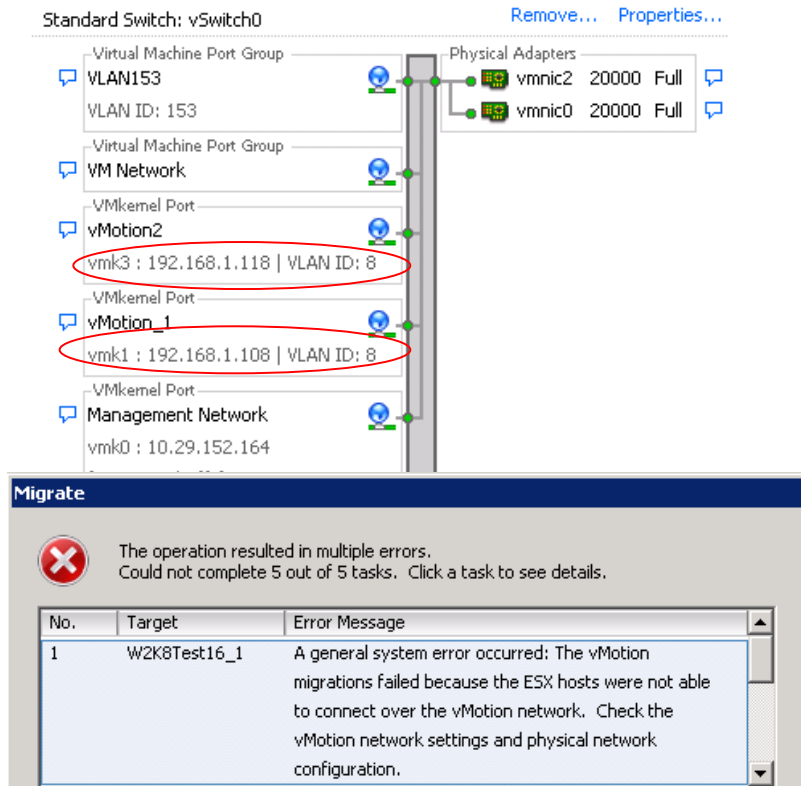 Standard Switch: vSwitch0 Remove... Properties...
Virtual Machine Port Group
VLAN153
VLAN ID: 153
Physical Adapters
vmnic2 20000 Full
vmnic0 20000 Full
Virtual Machine Port Group
VM Network
VMkernel Port
vMotion2
vmk3 : 192.168.1.118 | VLAN ID: 8
VMkernel Port
vMotion_1
vmk1 : 192.168.1.108 | VLAN ID: 8
VMkernel Port
Management Network
vmk0 : 10.29.152.164
Migrate
The operation resulted in multiple errors.
Could not complete 5 out of 5 tasks. Click a task to see details.
No. Target Error Message
1 W2K8Test16_1 A general system error occurred: The vMotion
migrations failed because the ESX hosts were not able
to connect over the vMotion network. Check the
vMotion network settings and physical network
configuration.